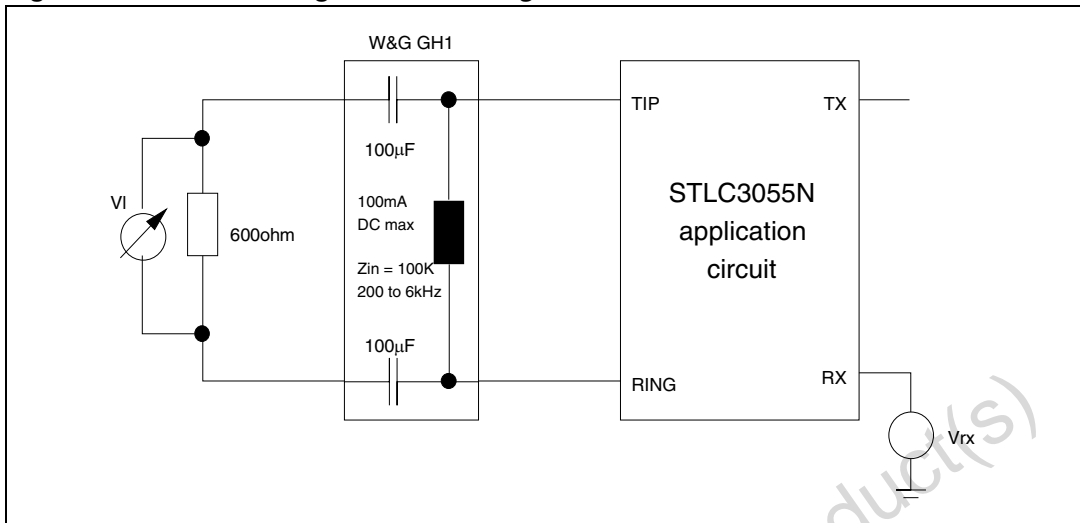 W&G GH1
TIP
TX
100μF
VI
600ohm
100mA
DC max
Zin = 100K
200 to 6kHz
STLC3055N
application
circuit
100μF
RING
RX
Vrx
duct(s)